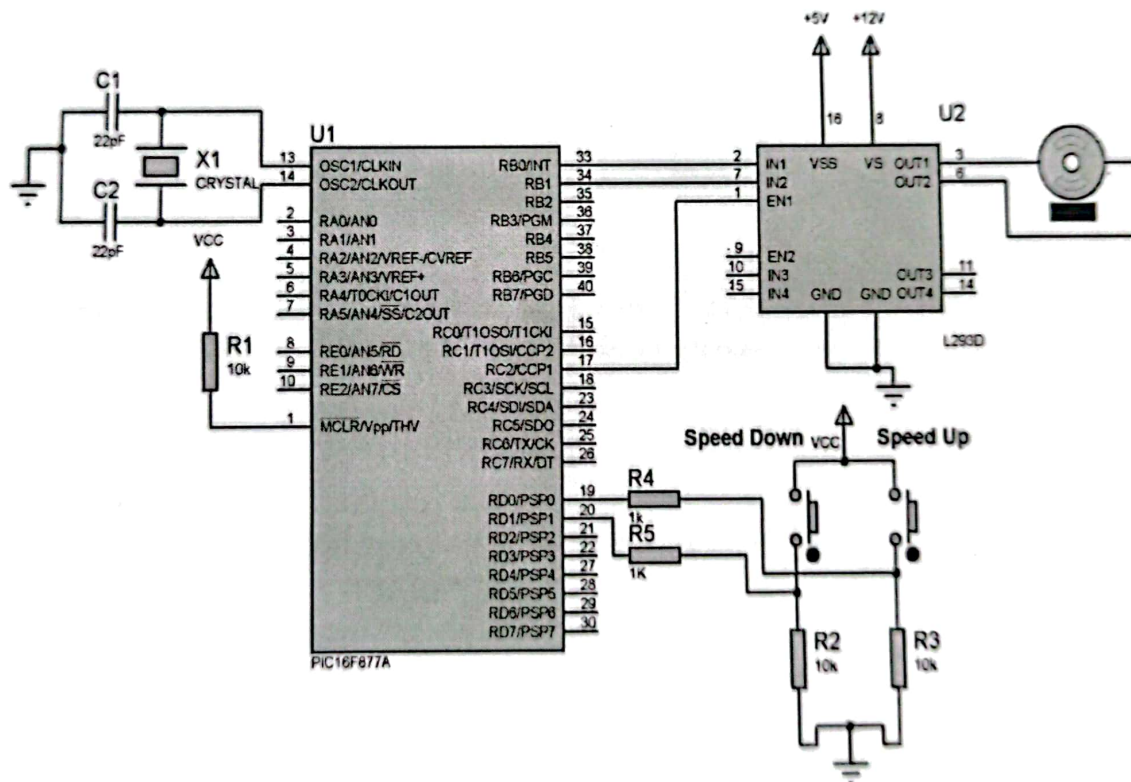 +5V
+12V
C1
22pF
X1
CRYSTAL
C2
22pF
VCC
R1
10k
U1
13 OSC1/CLKIN
14 OSC2/CLKOUT
2 RA0/AN0
3 RA1/AN1
4 RA2/AN2/VREF-/CVREF
5 RA3/AN3/VREF+
6 RA4/T0CKI/C1OUT
7 RA5/AN4/SS/C2OUT
8 RE0/AN5/RD
9 RE1/AN6/WR
10 RE2/AN7/CS
1 MCLR/Vpp/THV
RB0/INT 33
RB1 34
RB2 35
RB3/PGM 36
RB4 37
RB5 38
RB6/PGC 39
RB7/PGD 40
RC0/T1OSO/T1CKI 15
RC1/T1OSI/CCP2 16
RC2/CCP1 17
RC3/SCK/SCL 18
RC4/SDI/SDA 23
RC5/SDO 24
RC6/TX/CK 25
RC7/RX/DT 26
RD0/PSP0 19
RD1/PSP1 20
RD2/PSP2 21
RD3/PSP3 22
RD4/PSP4 27
RD5/PSP5 28
RD6/PSP6 29
RD7/PSP7 30
PIC16F877A
U2
16 8
VSS VS
2 IN1
7 IN2
1 EN1
9 EN2
10 IN3
15 IN4
OUT1 3
OUT2 6
OUT3 11
OUT4 14
GND GND
L293D
Speed Down VCC Speed Up
R4
1k
R5
1K
R2
10k
R3
10k